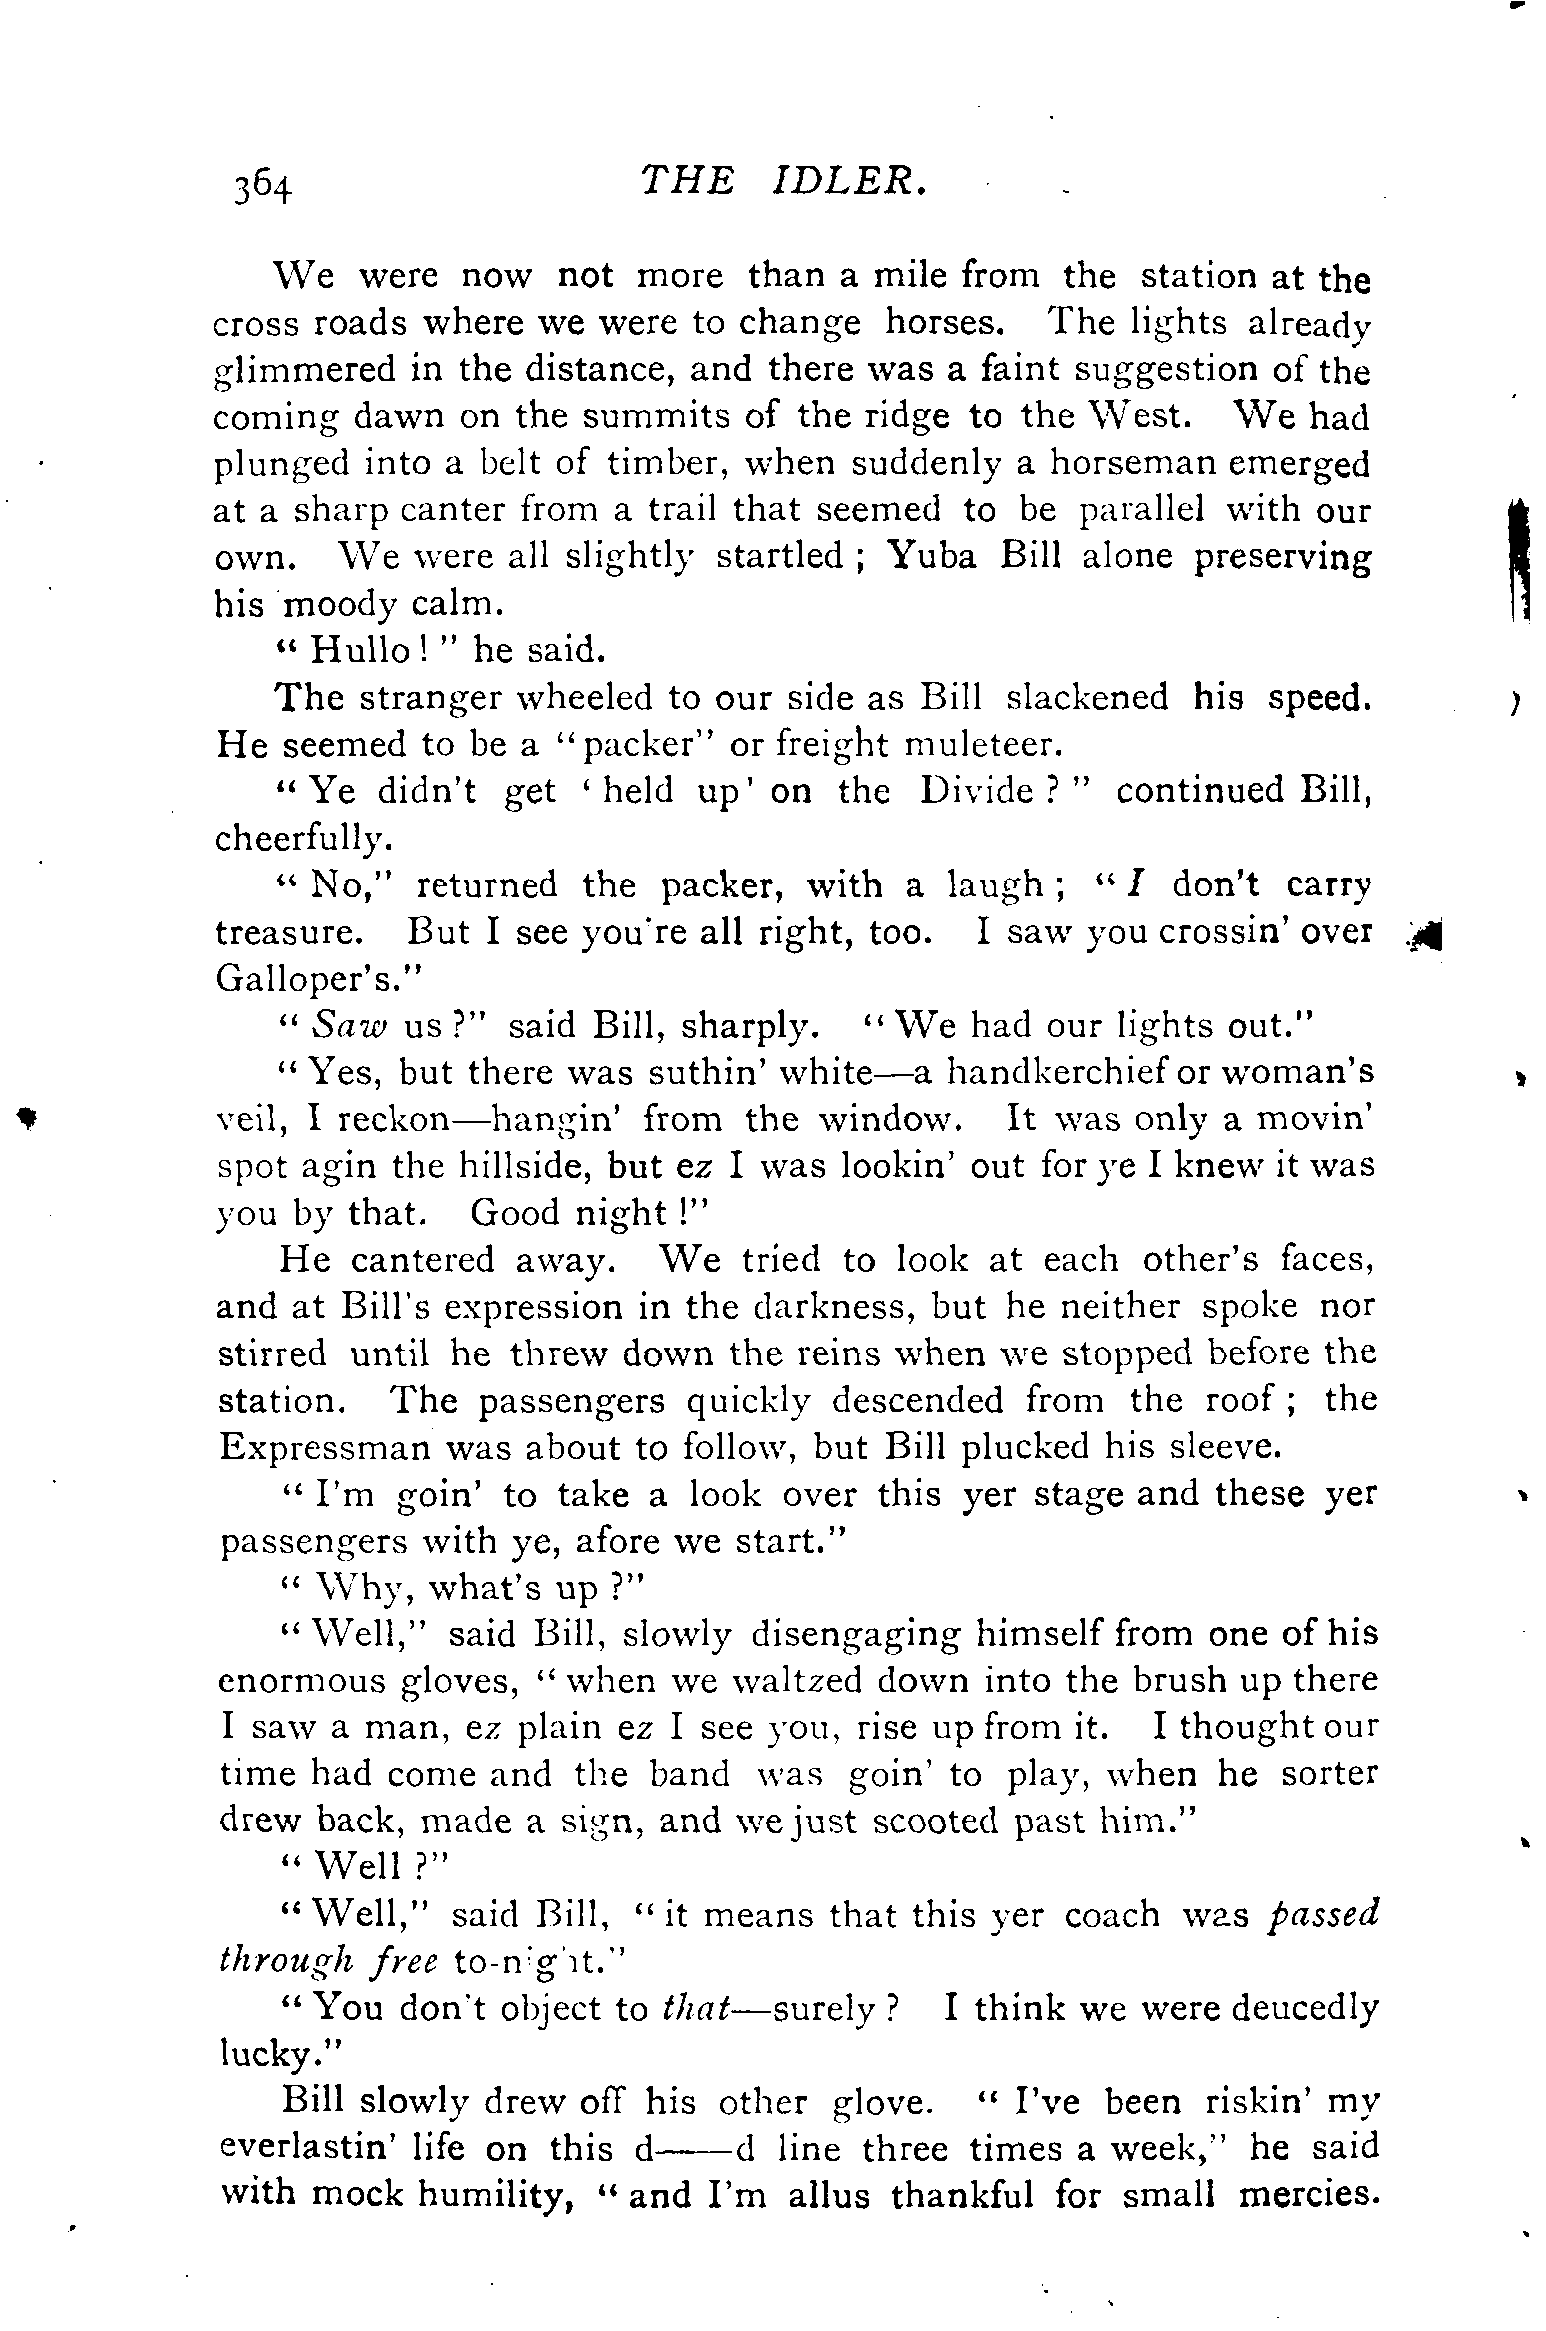 364 THE IDLER.
We were now not more than a mile from the station at the
cross roads where we were to change horses. The lights already
glimmered in the distance, and there was a faint suggestion of the
coming dawn on the summits of the ridge to the West. We had
plunged into a belt of timber, when suddenly a horseman emerged
at a sharp canter from a trail that seemed to be parallel with our
own. We were all slightly startled ; Yuba Bill alone preserving
his moody calm.
" Hullo ! " he said.
The stranger wheeled to our side as Bill slackened his speed.
He seemed to be a "packer" or freight muleteer.
" Ye didn't get ' held up' on the Divide ? " continued Bill,
cheerfully.
" No," returned the packer, with a laugh ; " I don't carry
treasure. But I see you're all right, too. I saw you crossin' over
Galloper's."
" Saw us ?" said Bill, sharply. " We had our lights out."
" Yes, but there was suthin' white—a handkerchief or woman's
veil, I reckon—hangin' from the window. It was only a movin'
spot agin the hillside, but ez I was lookin' out for ye I knew it was
you by that. Good night !"
He cantered away. We tried to look at each other's faces,
and at Bill's expression in the darkness, but he neither spoke nor
stirred until he threw down the reins when we stopped before the
station. The passengers quickly descended from the roof ; the
Expressman was about to follow, but Bill plucked his sleeve.
" I'm goin' to take a look over this yer stage and these yer
passengers with ye, afore we start."
" Why, what's up ?"
" Well," said Bill, slowly disengaging himself from one of his
enormous gloves, " when we waltzed down into the brush up there
I saw a man, ez plain ez I see you, rise up from it. I thought our
time had come and the band was goin' to play, when he sorter
drew back, made a sign, and we just scooted past him."
" Well ?"
" Well," said Bill, " it means that this yer coach was passed
through free to-night."
" You don't object to that—surely ? I think we were deucedly
lucky."
Bill slowly drew off his other glove. " I've been riskin' my
everlastin' life on this d——d line three times a week," he said
with mock humility, " and I'm allus thankful for small mercies.